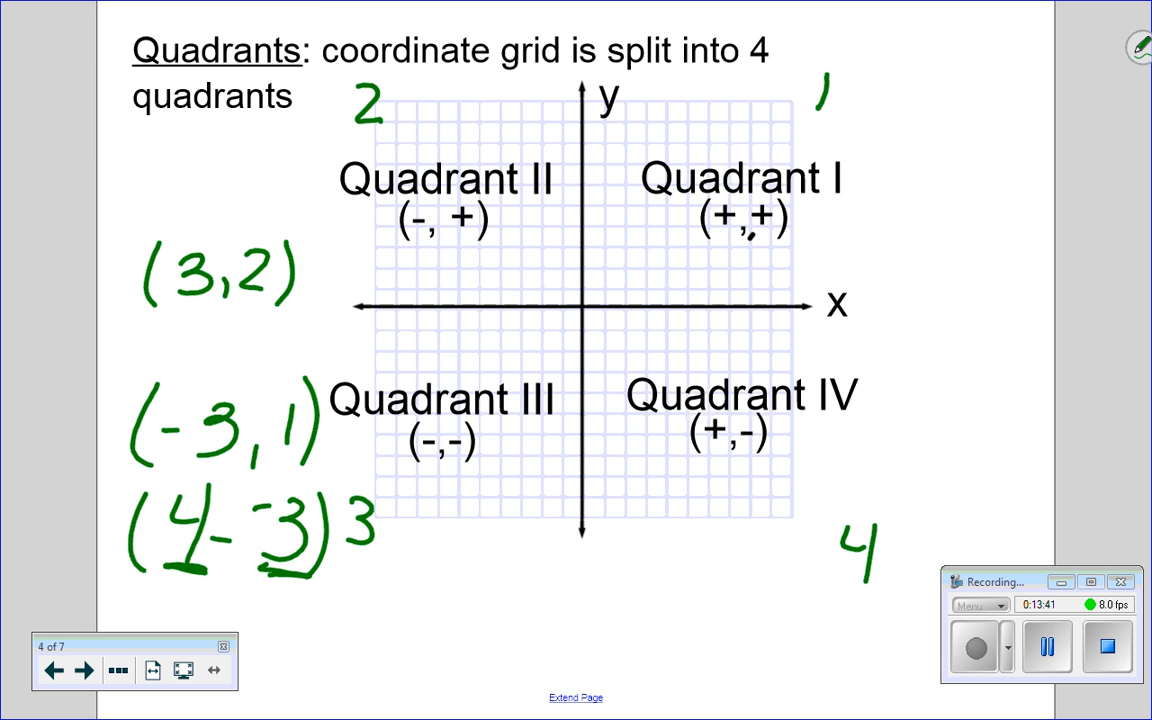 Quadrants: coordinate grid is split into 4
quadrants
2
1
y
Quadrant II
Quadrant I
(-, +)
(+,+)
(3,2)
x
(-3,1)
Quadrant III
Quadrant IV
(-,-)
(+,-)
(4- -3)
3
4
Recording...
Menu
0:13:41
8.0 fps
4 of 7
Extend Page